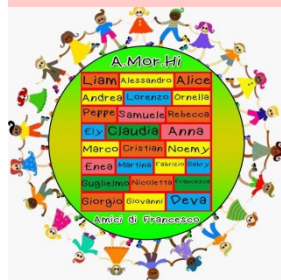 A.Mor.Hi
Liam Alessandro Alice
Andrea Lorenzo Ornella
Peppe Samuele Rebecca
Ely Claudia Anna
Marco Cristian Noemy
Enea Martina Fabrizio Gabry
Guglielmo Nicoletta Francesca
Giorgio Giovanni Deva
Amici di Francesco